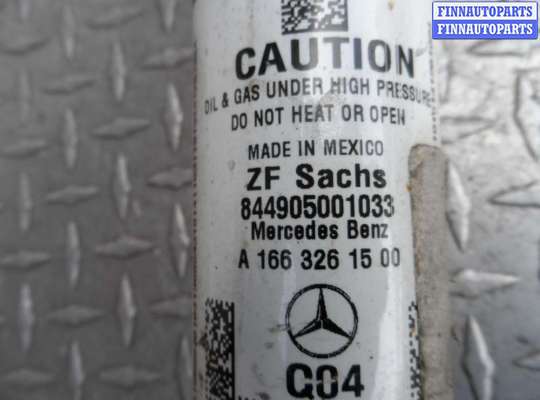 FINNAUTOPARTS
FINNAUTOPARTS
CAUTION
OIL & GAS UNDER HIGH PRESSURE
DO NOT HEAT OR OPEN
MADE IN MEXICO
ZF Sachs
844905001033
Mercedes Benz
A 166 326 15 00
Q04